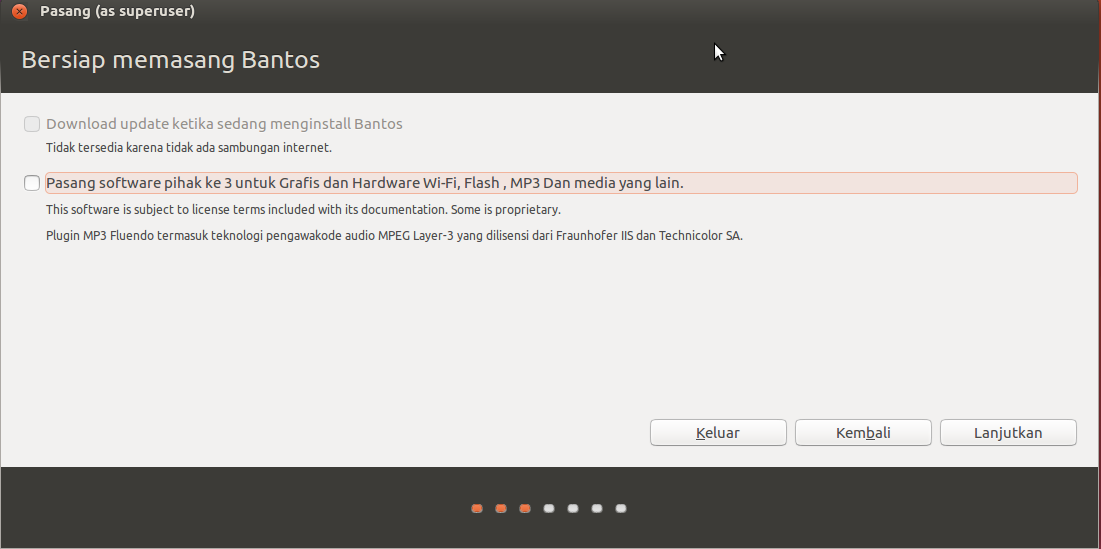 Pasang (as superuser)
Bersiap memasang Bantos
Download update ketika sedang menginstall Bantos
Tidak tersedia karena tidak ada sambungan internet.
Pasang software pihak ke 3 untuk Grafis dan Hardware Wi-Fi, Flash , MP3 Dan media yang lain.
This software is subject to license terms included with its documentation. Some is proprietary.
Plugin MP3 Fluendo termasuk teknologi pengawakode audio MPEG Layer-3 yang dilisensi dari Fraunhofer IIS dan Technicolor SA.
Keluar Kembali Lanjutkan